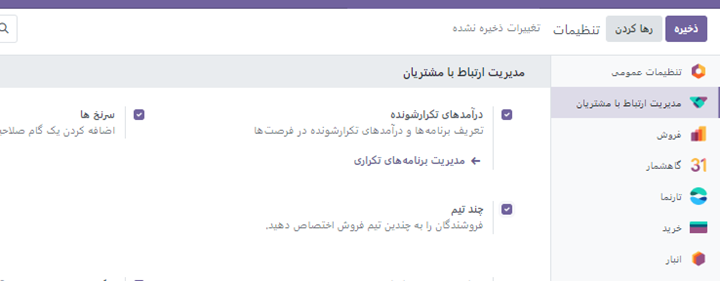 ذخیره
رها کردن
تنظیمات
تغییرات ذخیره نشده
تنظیمات عمومی
مدیریت ارتباط با مشتریان
فروش
31 گاهشمار
تارنما
خرید
انبار
مدیریت ارتباط با مشتریان
درآمدهای تکرارشونده
تعریف برنامه‌ها و درآمدهای تکرارشونده در فرصت‌ها
مدیریت برنامه‌های تکراری
سرنخ ها
اضافه کردن یک گام
چند تیم
فروشندگان را به چندین تیم فروش اختصاص دهید.